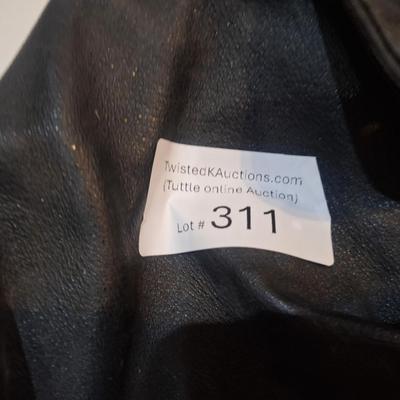 TwistedKAuctions.com
(Tuttle online Auction)
Lot # 311